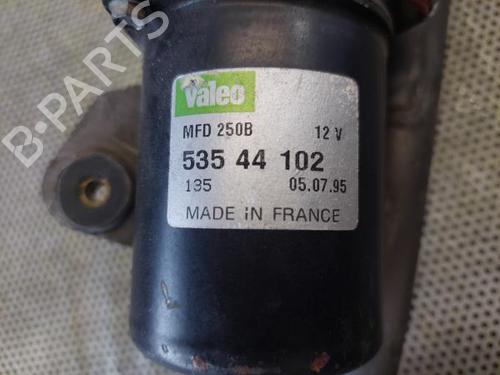 Valeo
MFD 250B 12 V
535 44 102
135 05.07.95
MADE IN FRANCE
B-PARTS